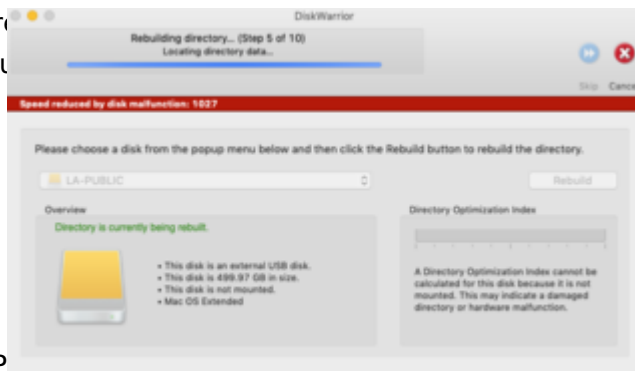 DiskWarrior
Rebuilding directory... (Step 5 of 10)
Locating directory data...
Skip Cance
Speed reduced by disk malfunction: 1027
Please choose a disk from the popup menu below and then click the Rebuild button to rebuild the directory.
LA-PUBLIC
Rebuild
Overview
Directory is currently being rebuilt.
• This disk is an external USB disk.
• This disk is 499.97 GB in size.
• This disk is not mounted.
• Mac OS Extended
Directory Optimization Index
A Directory Optimization Index cannot be
calculated for this disk because it is not
mounted. This may indicate a damaged
directory or hardware malfunction.